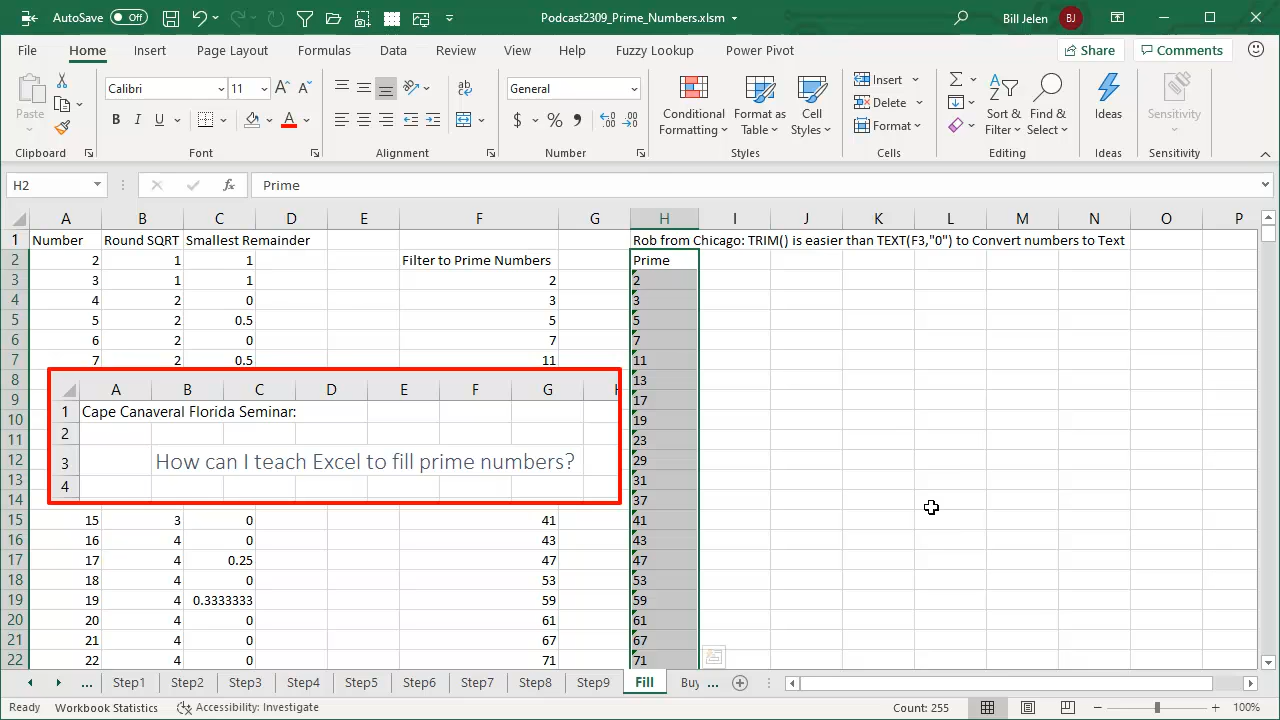 AutoSave Off Podcast2309_Prime_Numbers.xlsm Bill Jelen BJ
File Home Insert Page Layout Formulas Data Review View Help Fuzzy Lookup Power Pivot Share Comments
Paste
Clipboard
Calibri 11
B I U A
Font
Alignment
General
$ % ,
Number
Conditional Formatting
Format as Table
Cell Styles
Styles
Insert
Delete
Format
Cells
Sort & Filter
Find & Select
Editing
Ideas
Ideas
Sensitivity
Sensitivity
H2 fx Prime
A B C D E F G H I J K L M N O P
1 Number Round SQRT Smallest Remainder Rob from Chicago: TRIM() is easier than TEXT(F3,"0") to Convert numbers to Text
2 2 1 1 Filter to Prime Numbers Prime
3 3 1 1 2 2
4 4 2 0 3 3
5 5 2 0.5 5 5
6 6 2 0 7 7
7 7 2 0.5 11 11
8 13
9 17
10 19
11 23
12 29
13 31
14 37
A B C D E F G
1 Cape Canaveral Florida Seminar:
2
3 How can I teach Excel to fill prime numbers?
4
15 15 3 0 41 41
16 16 4 0 43 43
17 17 4 0.25 47 47
18 18 4 0 53 53
19 19 4 0.3333333 59 59
20 20 4 0 61 61
21 21 4 0 67 67
22 22 4 0 71 71
... Step1 Step2 Step3 Step4 Step5 Step6 Step7 Step8 Step9 Fill Buy ...
Ready Workbook Statistics Accessibility: Investigate Count: 255 100%